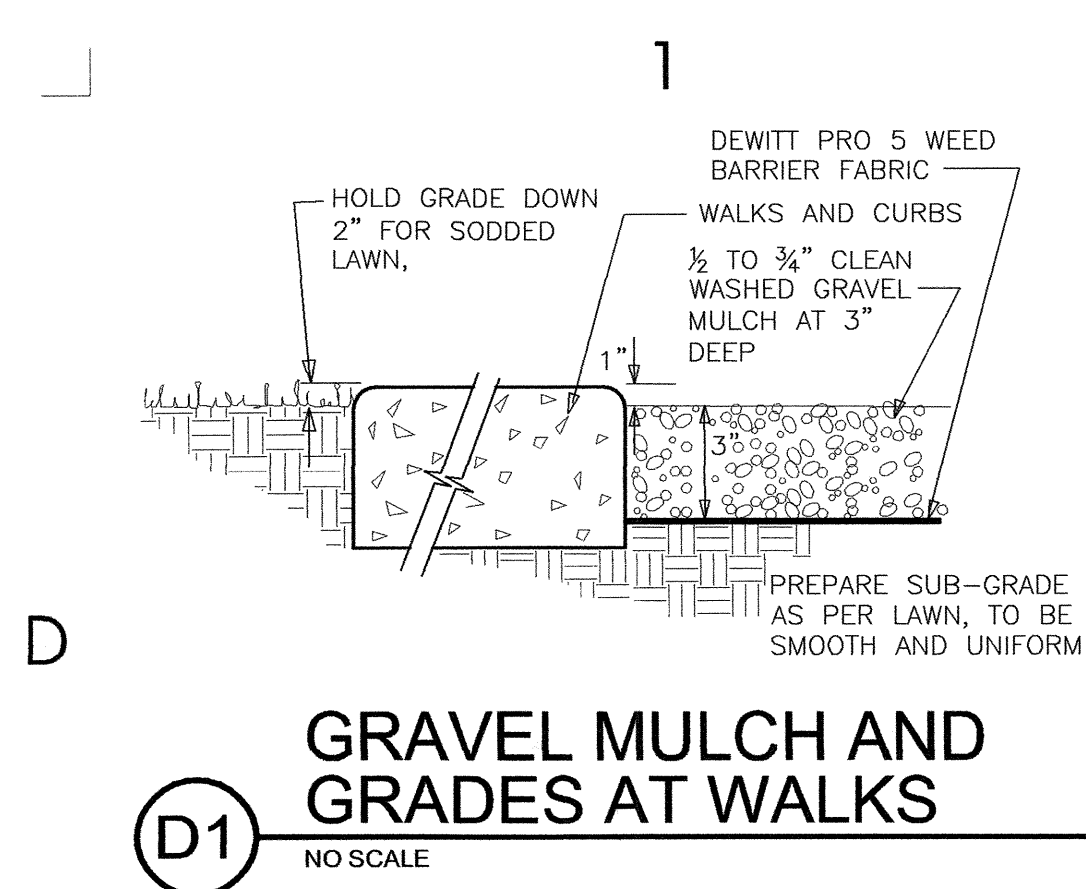 1
DEWITT PRO 5 WEED
BARRIER FABRIC
HOLD GRADE DOWN
2" FOR SODDED
LAWN,
WALKS AND CURBS
½ TO ¾" CLEAN
WASHED GRAVEL
MULCH AT 3"
DEEP
1"
3"
PREPARE SUB-GRADE
AS PER LAWN, TO BE
SMOOTH AND UNIFORM
D
GRAVEL MULCH AND
GRADES AT WALKS
D1
NO SCALE